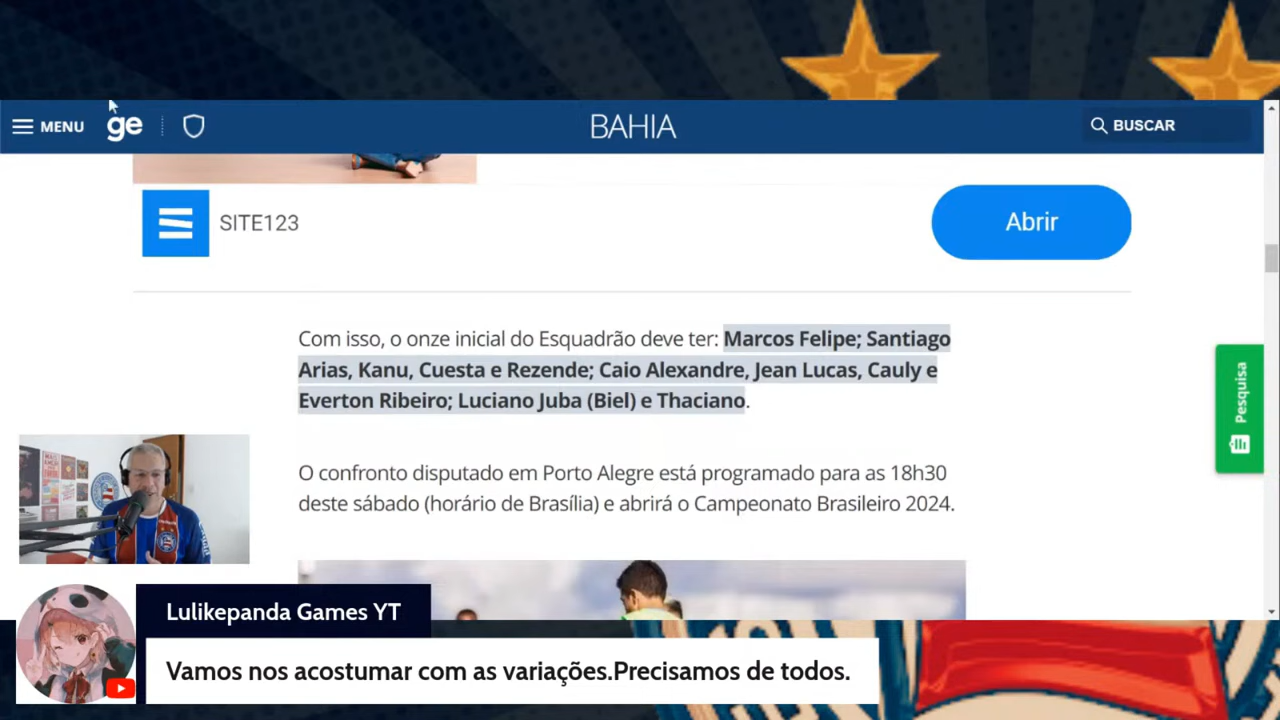 MENU
ge
BAHIA
BUSCAR
SITE123
Abrir
Com isso, o onze inicial do Esquadrão deve ter: Marcos Felipe; Santiago
Arias, Kanu, Cuesta e Rezende; Caio Alexandre, Jean Lucas, Cauly e
Everton Ribeiro; Luciano Juba (Biel) e Thaciano.
Pesquisa
O confronto disputado em Porto Alegre está programado para as 18h30
deste sábado (horário de Brasília) e abrirá o Campeonato Brasileiro 2024.
Lulikepanda Games YT
Vamos nos acostumar com as variações.Precisamos de todos.